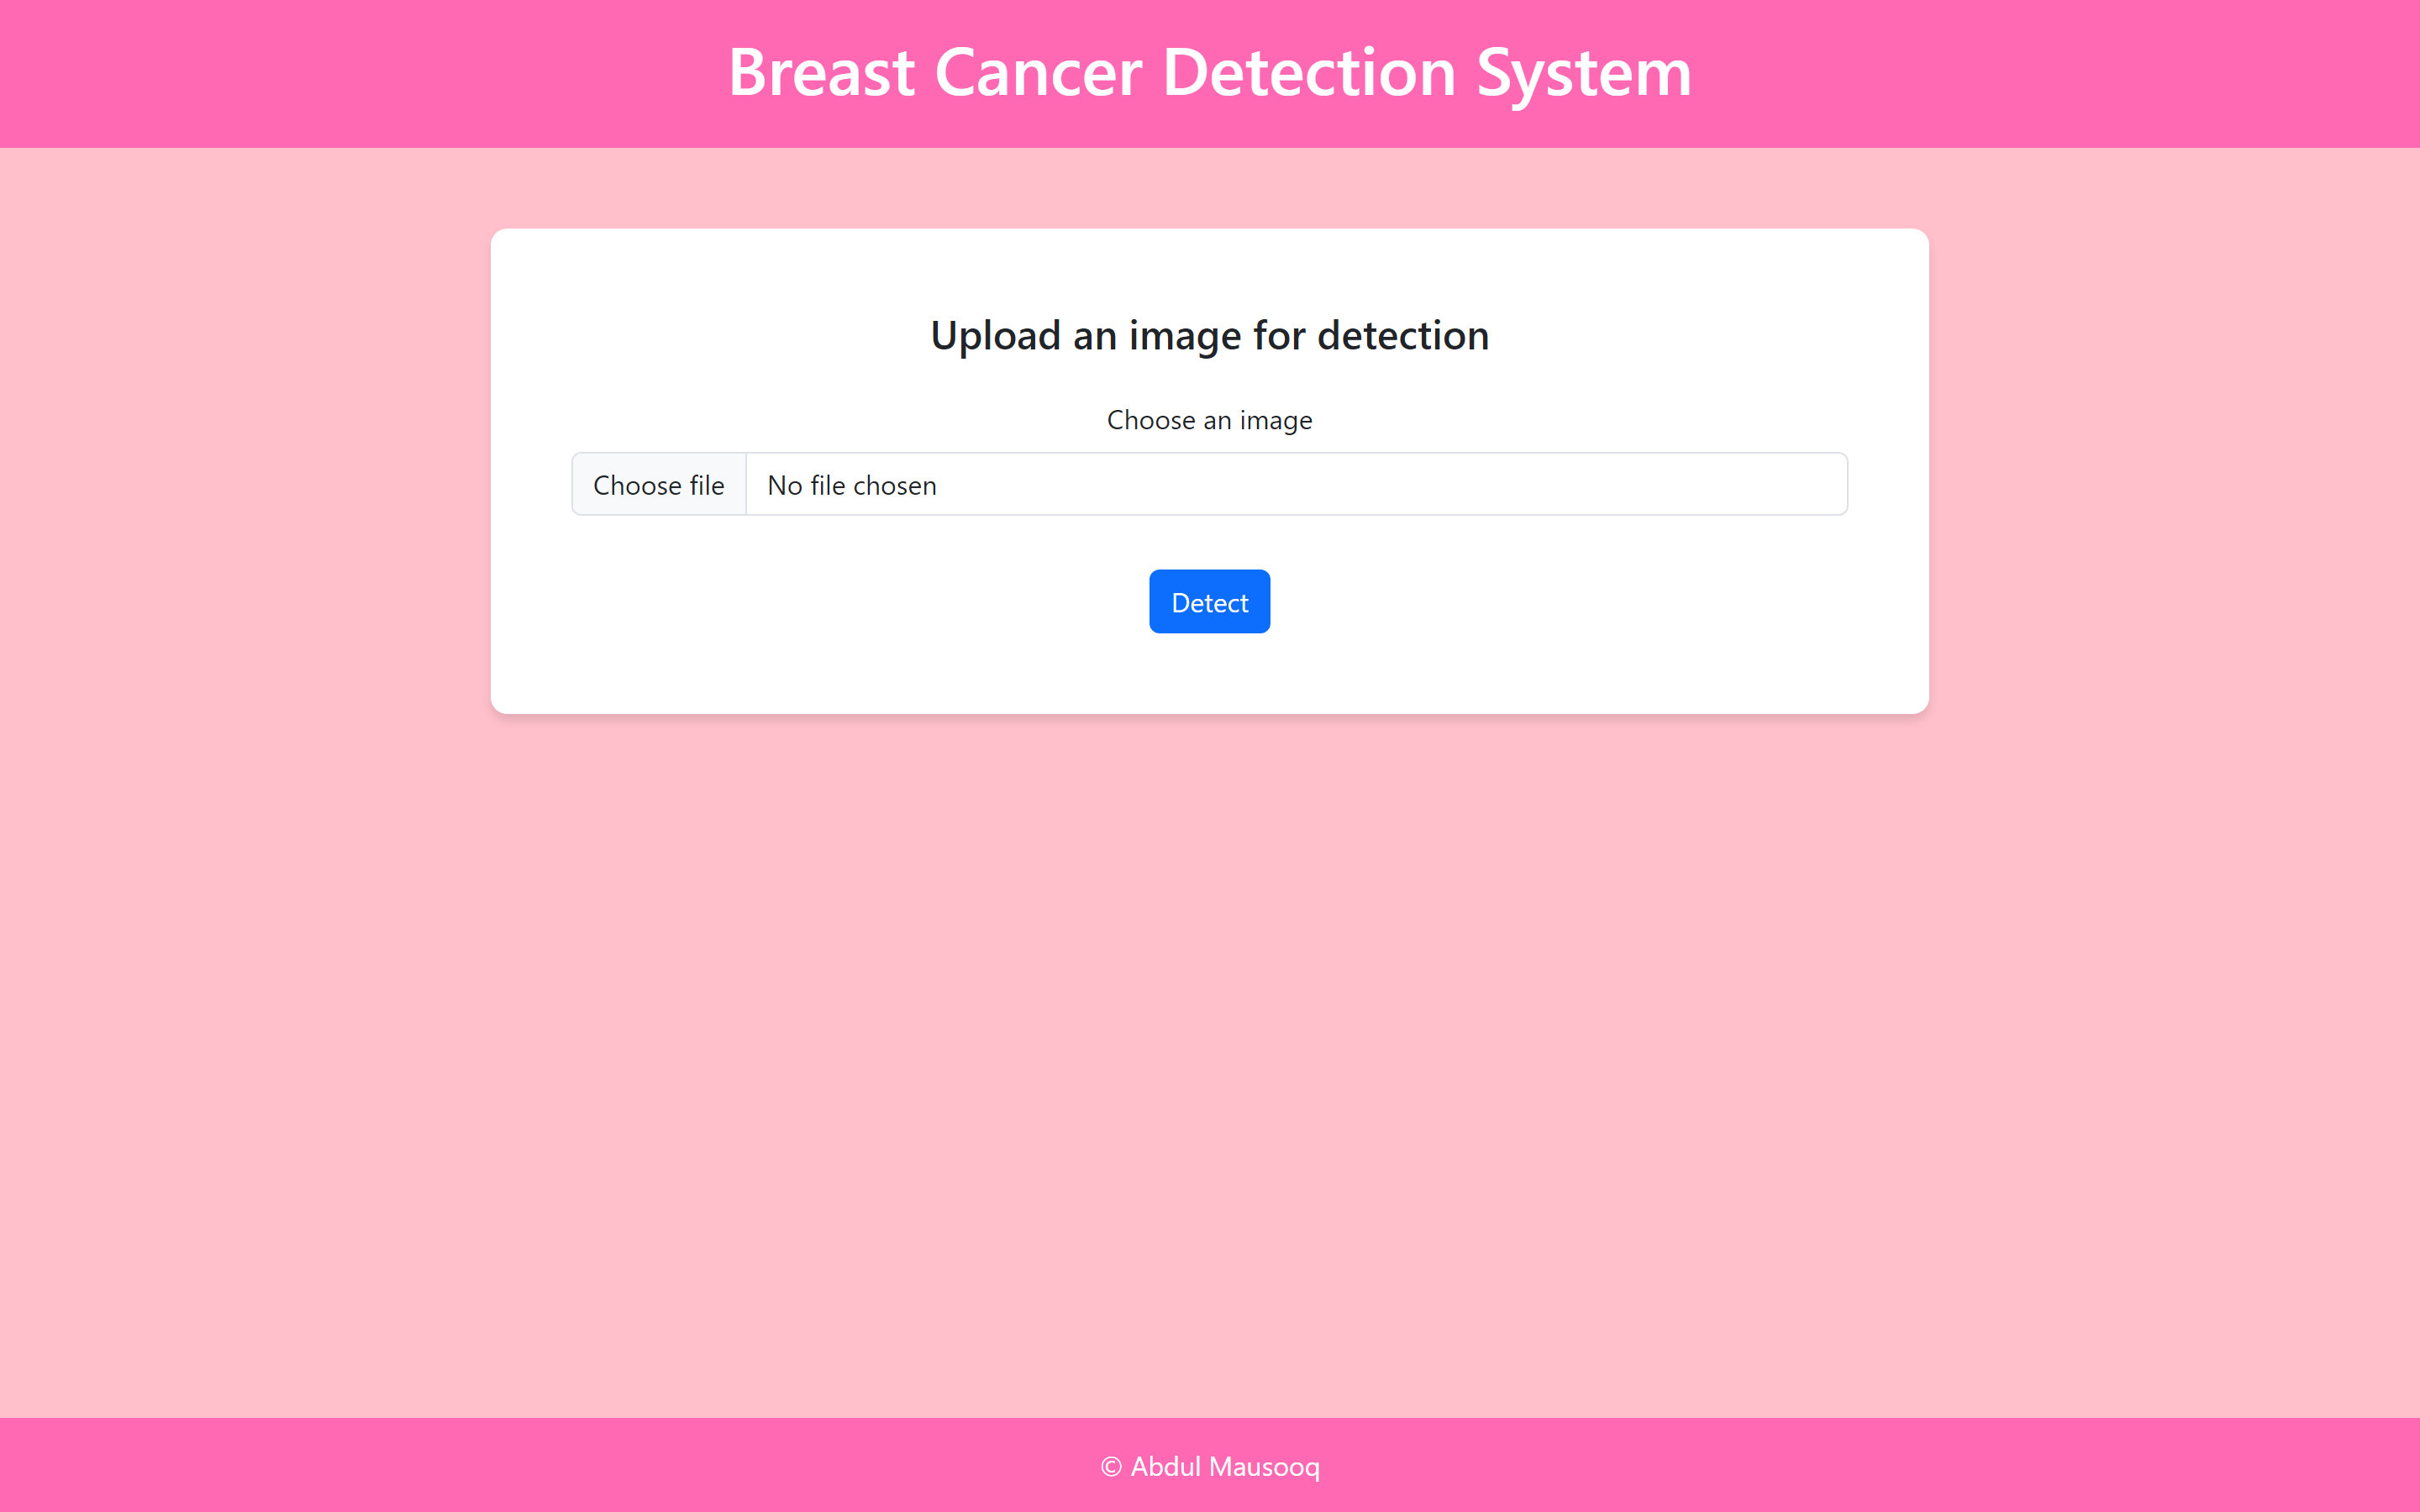 Breast Cancer Detection System
Upload an image for detection
Choose an image
Choose file No file chosen
Detect
© Abdul Mausooq